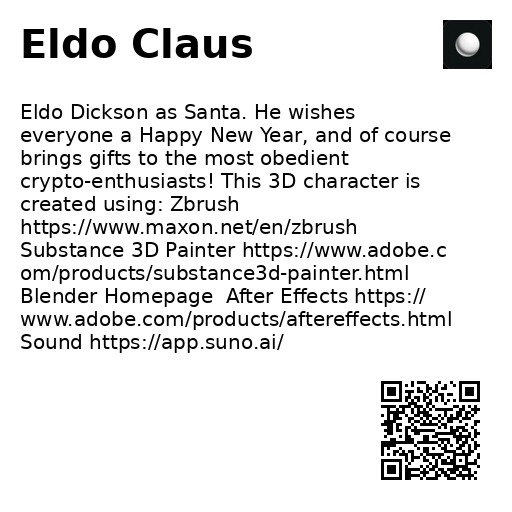 Eldo Claus
Eldo Dickson as Santa. He wishes
everyone a Happy New Year, and of course
brings gifts to the most obedient
crypto-enthusiasts! This 3D character is
created using: Zbrush
https://www.maxon.net/en/zbrush
Substance 3D Painter https://www.adobe.c
om/products/substance3d-painter.html
Blender Homepage  After Effects https://
www.adobe.com/products/aftereffects.html
Sound https://app.suno.ai/